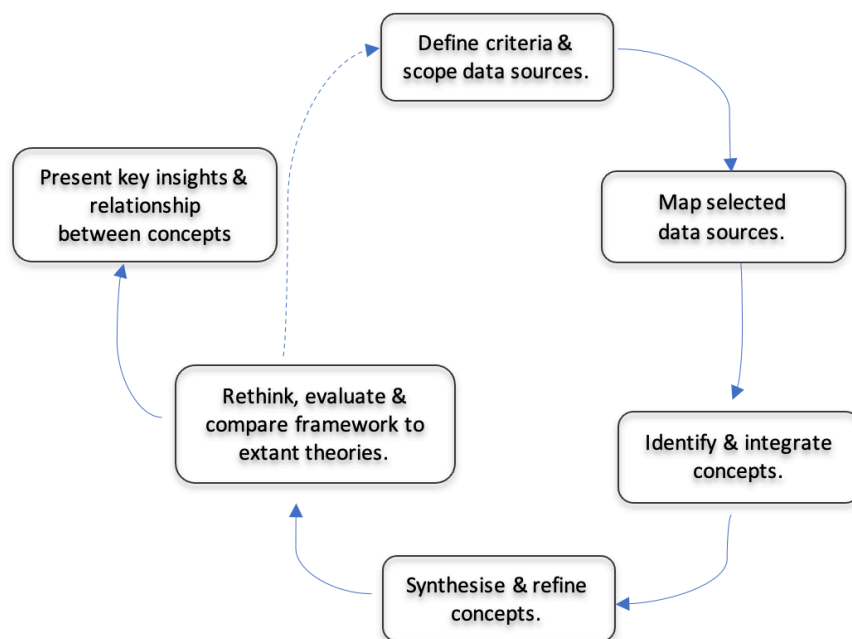 Define criteria &
scope data sources.
Map selected
data sources.
Identify & integrate
concepts.
Synthesise & refine
concepts.
Rethink, evaluate &
compare framework to
extant theories.
Present key insights &
relationship
between concepts